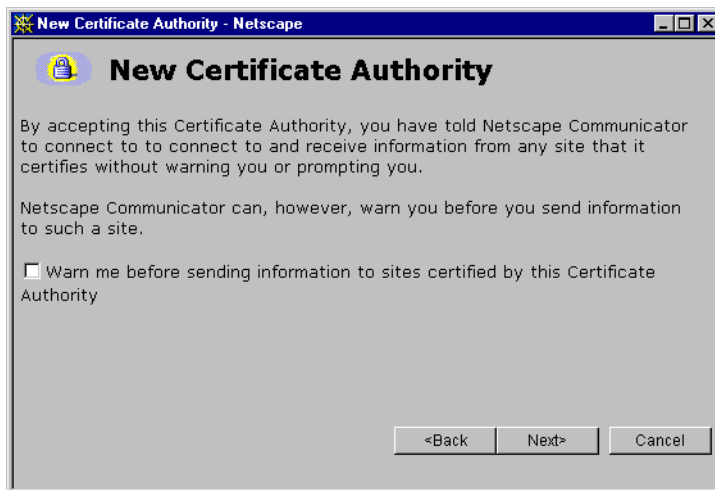 New Certificate Authority - Netscape
New Certificate Authority
By accepting this Certificate Authority, you have told Netscape Communicator
to connect to to connect to and receive information from any site that it
certifies without warning you or prompting you.
Netscape Communicator can, however, warn you before you send information
to such a site.
Warn me before sending information to sites certified by this Certificate
Authority
<Back Next> Cancel